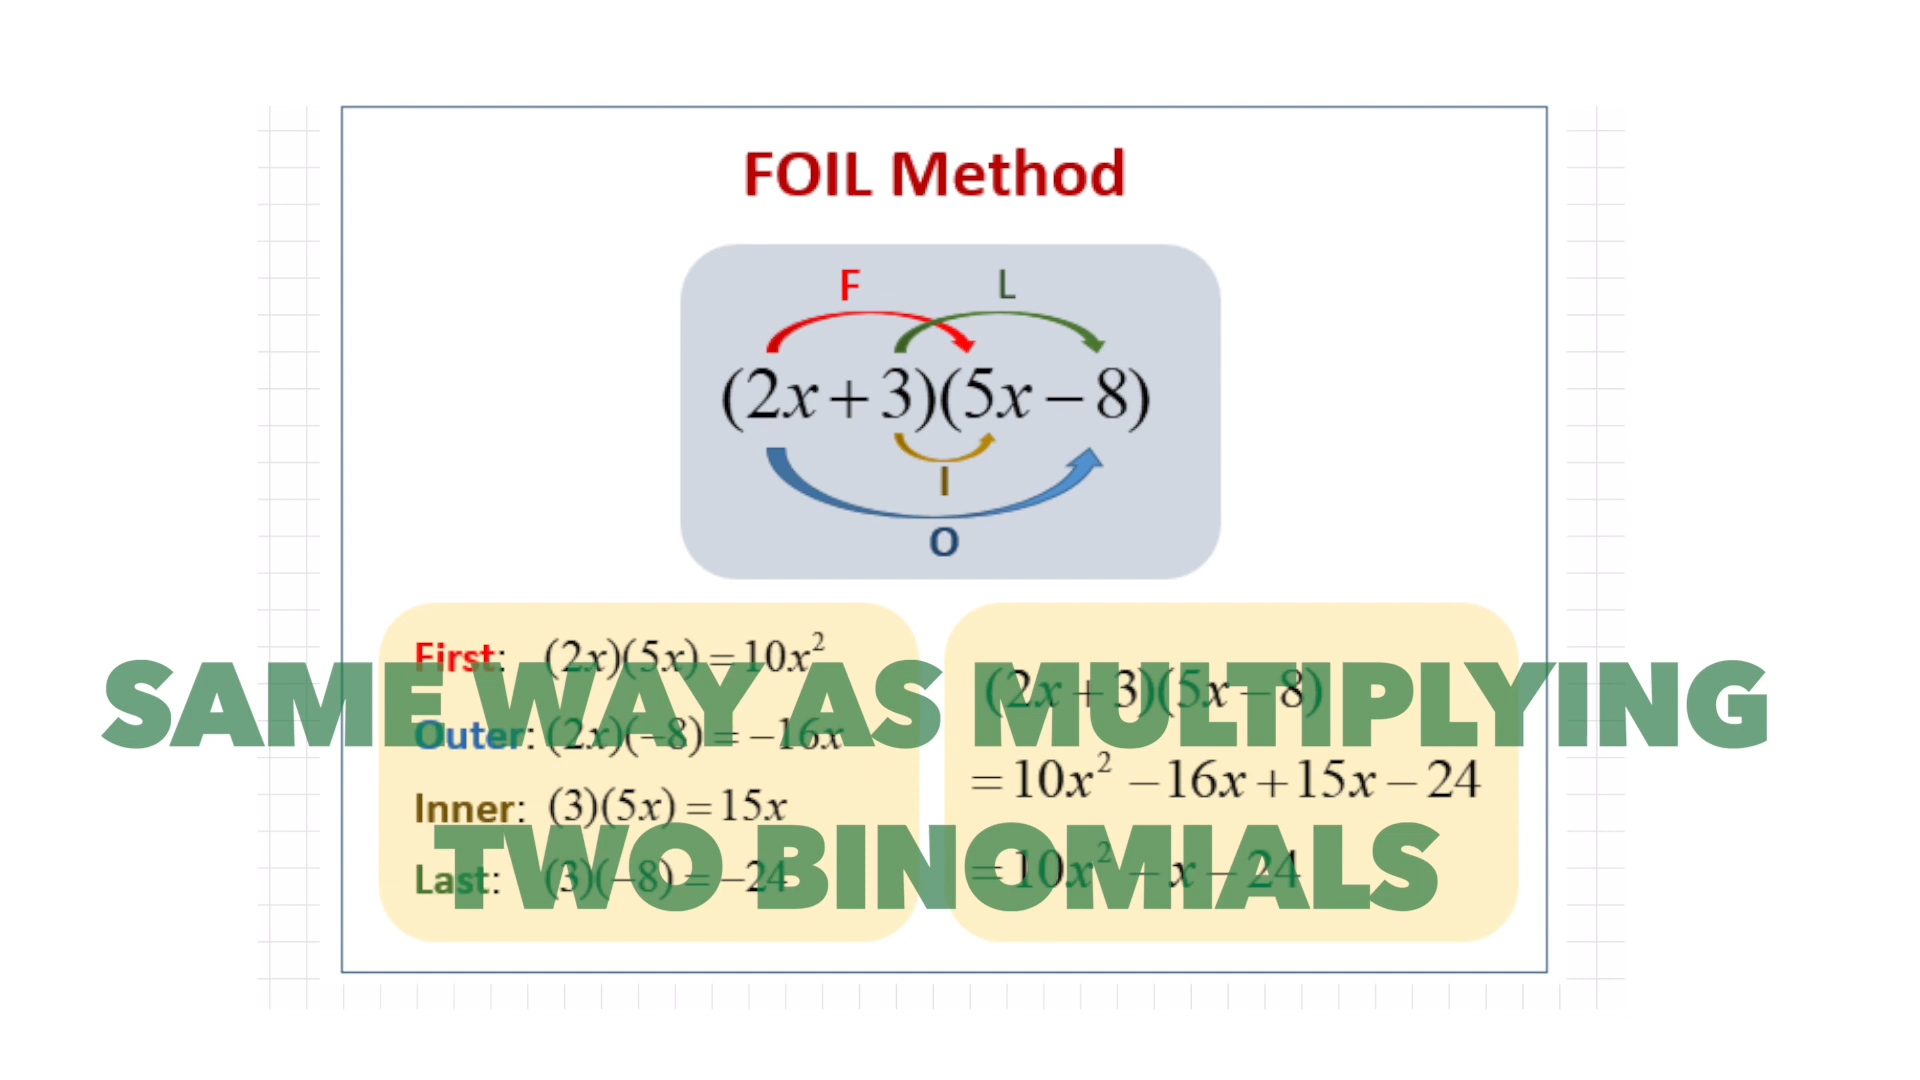 FOIL Method
F L
(2x+3)(5x−8)
I
O
First: (2x)(5x)=10x²
Outer: (2x)(−8)=−16x
Inner: (3)(5x)=15x
Last: (3)(−8)=−24
(2x+3)(5x−8)
=10x²−16x+15x−24
=10x²−x−24
SAME WAY AS MULTIPLYING
TWO BINOMIALS